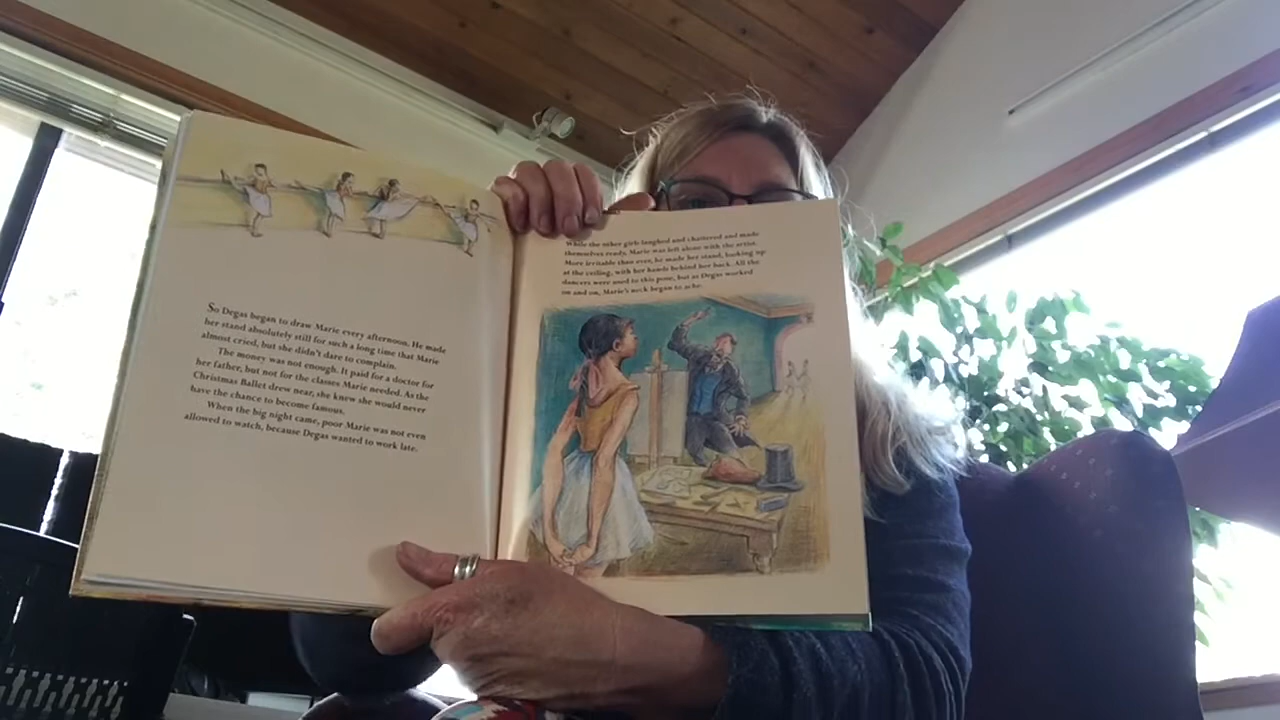 So Degas began to draw Marie every afternoon. He made
her stand absolutely still for such a long time that Marie
almost cried, but she didn't dare to complain.
The money was not enough. It paid for a doctor for
her father, but not for the classes Marie needed. As the
Christmas Ballet drew near, she knew she would never
have the chance to become famous.
When the big night came, poor Marie was not even
allowed to watch, because Degas wanted to work late.
While the other girls laughed and chattered and made
themselves ready, Marie was left alone with the artist.
More irritable than ever, he made her stand, looking up
at the ceiling, with her hands behind her back. All the
dancers were used to this pose, but as Degas worked
on and on, Marie's neck began to ache.